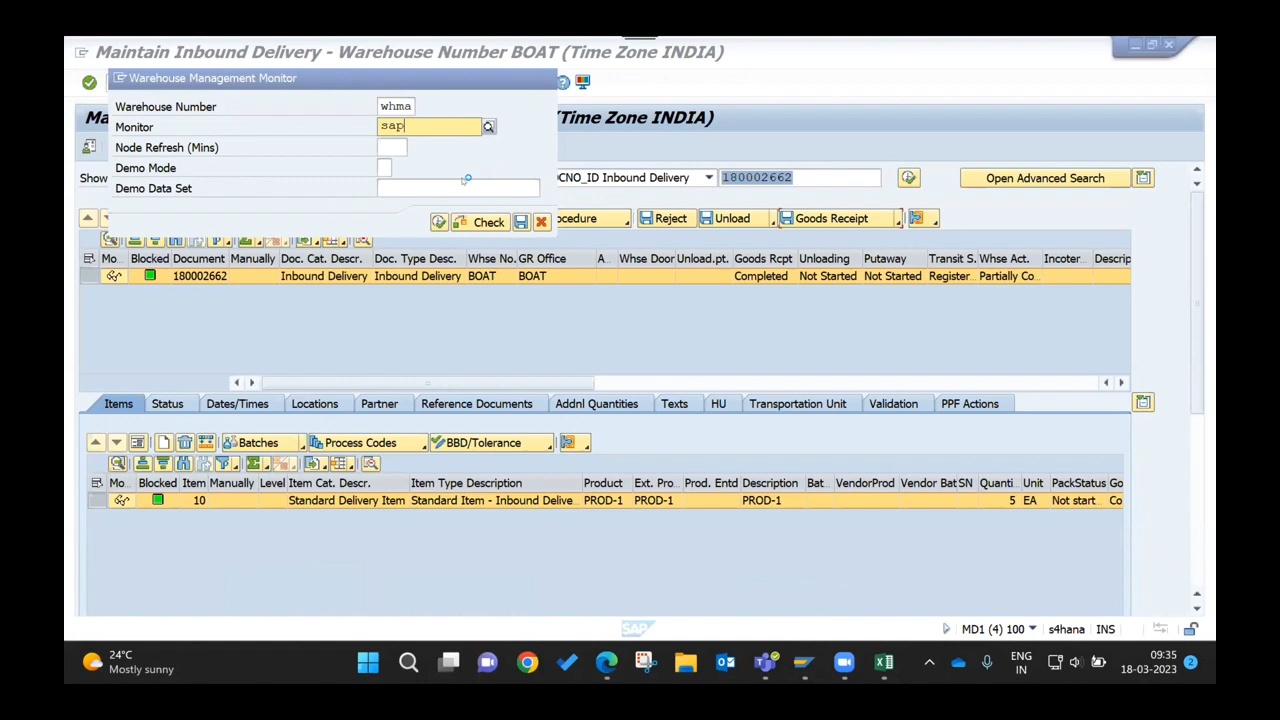 Maintain Inbound Delivery - Warehouse Number BOAT (Time Zone INDIA)
Warehouse Management Monitor
Warehouse Number whma
Monitor sap
Node Refresh (Mins)
Demo Mode
Demo Data Set
Check
Ma (Time Zone INDIA)
Show CNO_ID Inbound Delivery 180002662 Open Advanced Search
ocedure Reject Unload Goods Receipt
Mo... Blocked Document Manually Doc. Cat. Descr. Doc. Type Desc. Whse No. GR Office A... Whse Door Unload.pt. Goods Rcpt Unloading Putaway Transit S. Whse Act. Incoter... Descrip
180002662 Inbound Delivery Inbound Delivery BOAT BOAT Completed Not Started Not Started Register... Partially Co...
Items Status Dates/Times Locations Partner Reference Documents Addnl Quantities Texts HU Transportation Unit Validation PPF Actions
Batches Process Codes BBD/Tolerance
Mo... Blocked Item Manually Level Item Cat. Descr. Item Type Description Product Ext. Pro... Prod. Entd Description Bat... VendorProd Vendor Bat SN Quanti... Unit PackStatus Go
10 Standard Delivery Item Standard Item - Inbound Delive... PROD-1 PROD-1 PROD-1 5 EA Not start... Co
SAP
MD1 (4) 100 s4hana INS
24°C
Mostly sunny
ENG
IN
09:35
18-03-2023
2